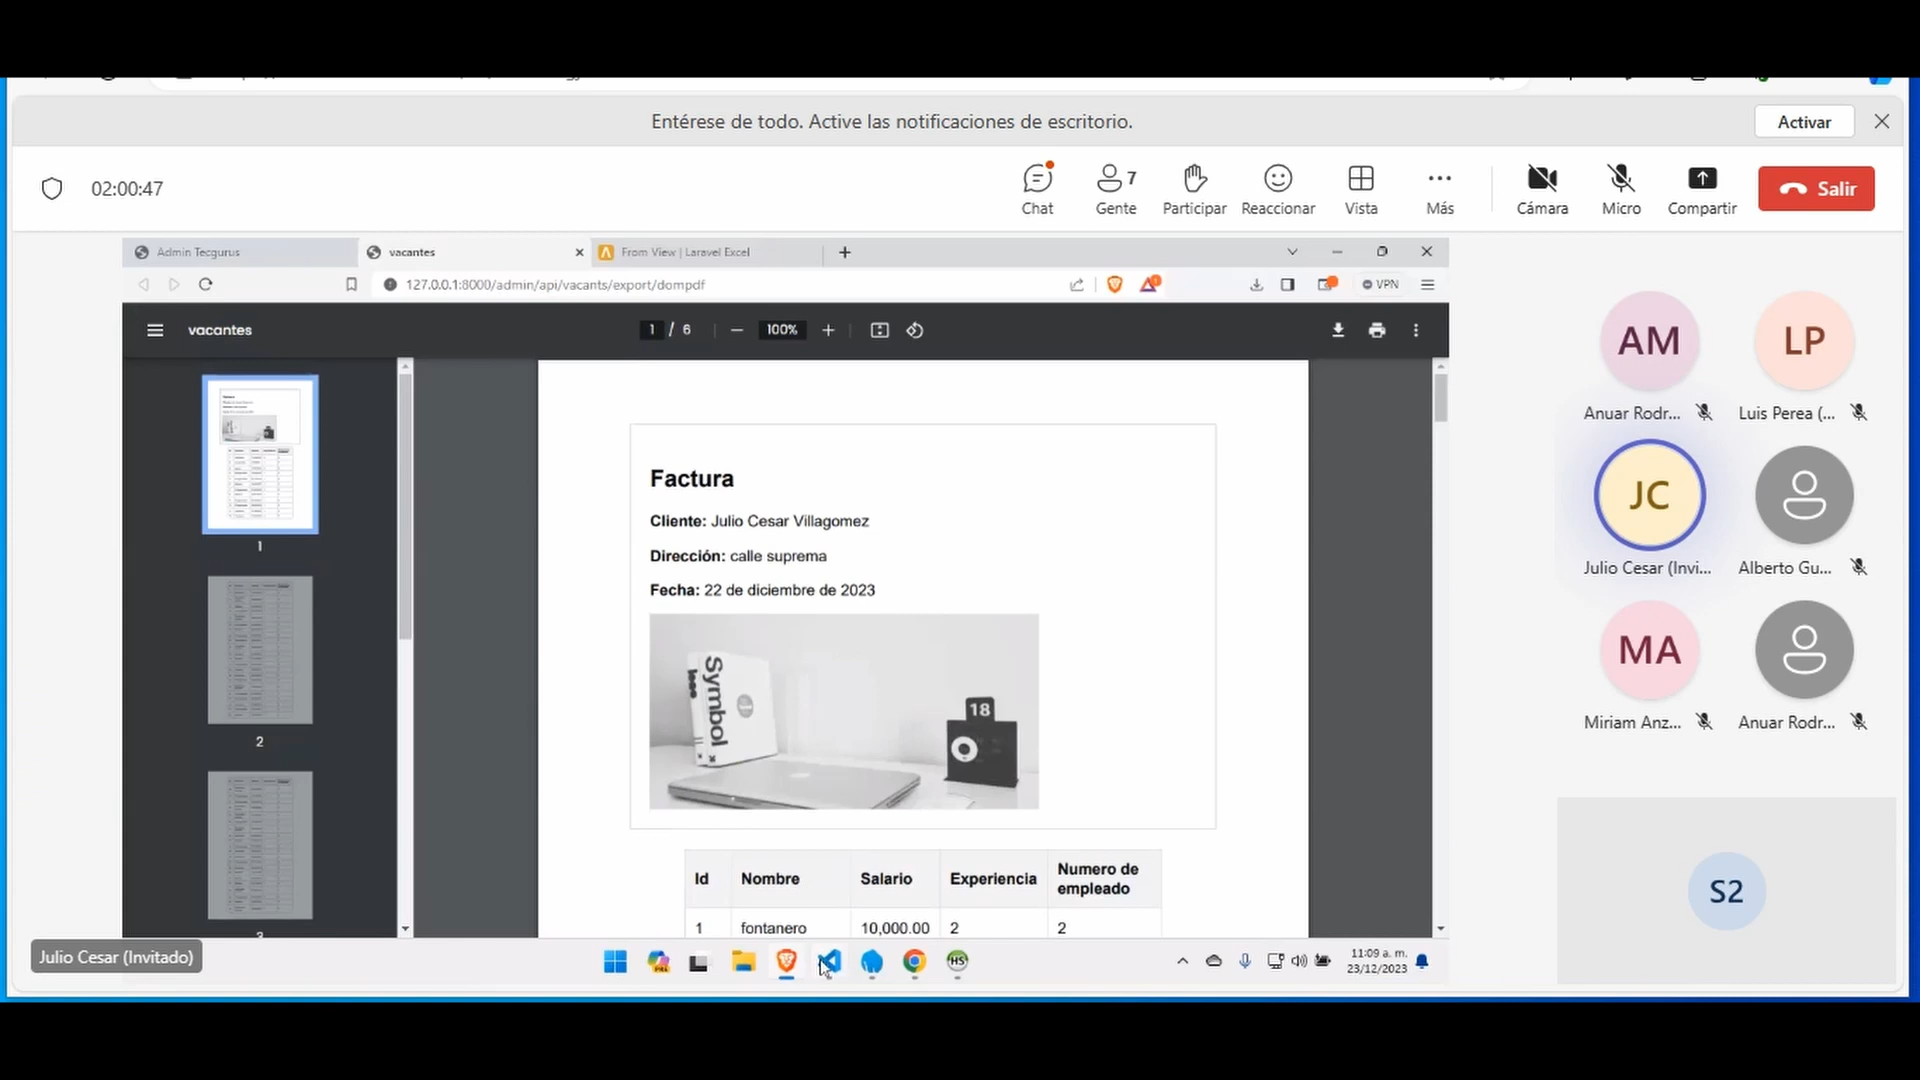 Entérese de todo. Active las notificaciones de escritorio.
Activar
02:00:47
Chat
7
Gente
Participar
Reaccionar
Vista
Más
Cámara
Micro
Compartir
Salir
Admin Tecgurus
vacantes
From View | Laravel Excel
127.0.0.1:8000/admin/api/vacants/export/dompdf
VPN
vacantes
1 / 6
100%
1
2
Factura
Cliente: Julio Cesar Villagomez
Dirección: calle suprema
Fecha: 22 de diciembre de 2023
Symbol
18
Id Nombre Salario Experiencia Numero de empleado
1 fontanero 10,000.00 2 2
AM
Anuar Rodr...
LP
Luis Perea (...
JC
Julio Cesar (Invi...
Alberto Gu...
MA
Miriam Anz...
Anuar Rodr...
S2
Julio Cesar (Invitado)
HS
11:09 a. m.
23/12/2023